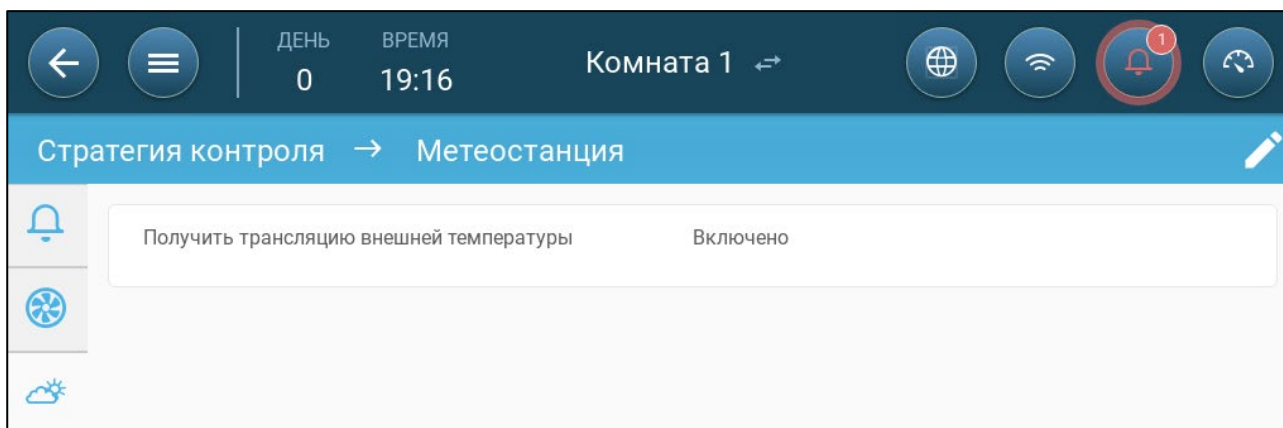 ДЕНЬ ВРЕМЯ
0 19:16 Комната 1 1
Стратегия контроля → Метеостанция
Получить трансляцию внешней температуры Включено